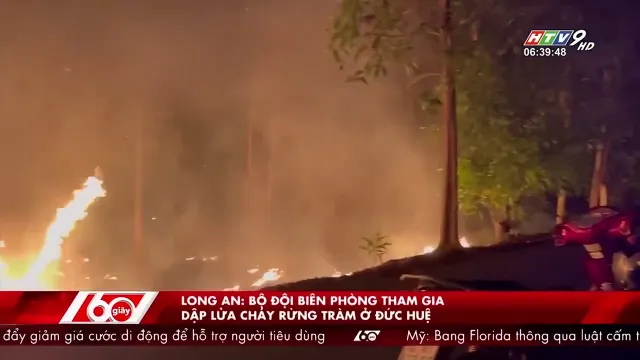 HTV9 HD
06:39:48
LONG AN: BỘ ĐỘI BIÊN PHÒNG THAM GIA
DẬP LỬA CHÁY RỪNG TRÀM Ở ĐỨC HUỆ
60 giây
đẩy giảm giá cước di động để hỗ trợ người tiêu dùng 60 Mỹ: Bang Florida thông qua luật cấm t